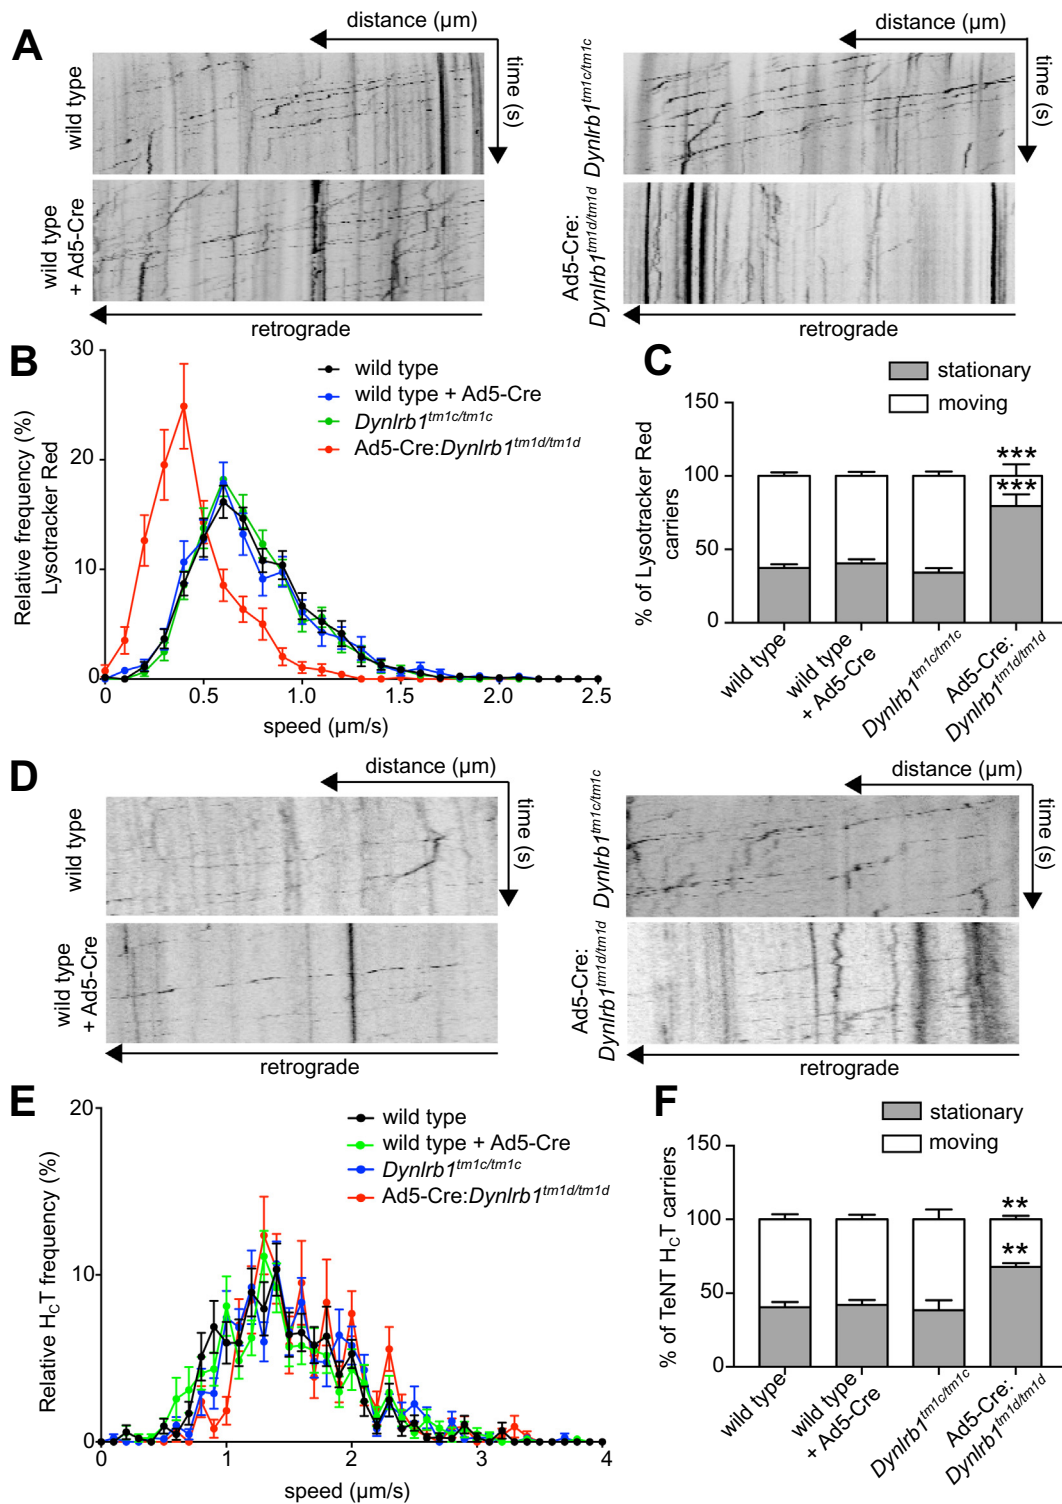 A
distance (µm)
time (s)
wild type
wild type
+ Ad5-Cre
retrograde
distance (µm)
time (s)
Dynlrb1tm1c/tm1c
Ad5-Cre:
Dynlrb1tm1d/tm1d
retrograde
B
Relative frequency (%)
Lysotracker Red
30
20
10
0
0
0.5
1.0
1.5
2.0
2.5
speed (µm/s)
wild type
wild type + Ad5-Cre
Dynlrb1tm1c/tm1c
Ad5-Cre:Dynlrb1tm1d/tm1d
C
stationary
moving
% of Lysotracker Red
carriers
150
100
50
0
***
***
wild type
wild type
+ Ad5-Cre
Dynlrb1tm1c/tm1c
Ad5-Cre:
Dynlrb1tm1d/tm1d
D
distance (µm)
time (s)
wild type
wild type
+ Ad5-Cre
retrograde
distance (µm)
time (s)
Dynlrb1tm1c/tm1c
Ad5-Cre:
Dynlrb1tm1d/tm1d
retrograde
E
Relative HCT frequency (%)
20
10
0
0
1
2
3
4
speed (µm/s)
wild type
wild type + Ad5-Cre
Dynlrb1tm1c/tm1c
Ad5-Cre:Dynlrb1tm1d/tm1d
F
stationary
moving
% of TeNT HCT carriers
150
100
50
0
**
**
wild type
wild type
+ Ad5-Cre
Dynlrb1tm1c/tm1c
Ad5-Cre:
Dynlrb1tm1d/tm1d